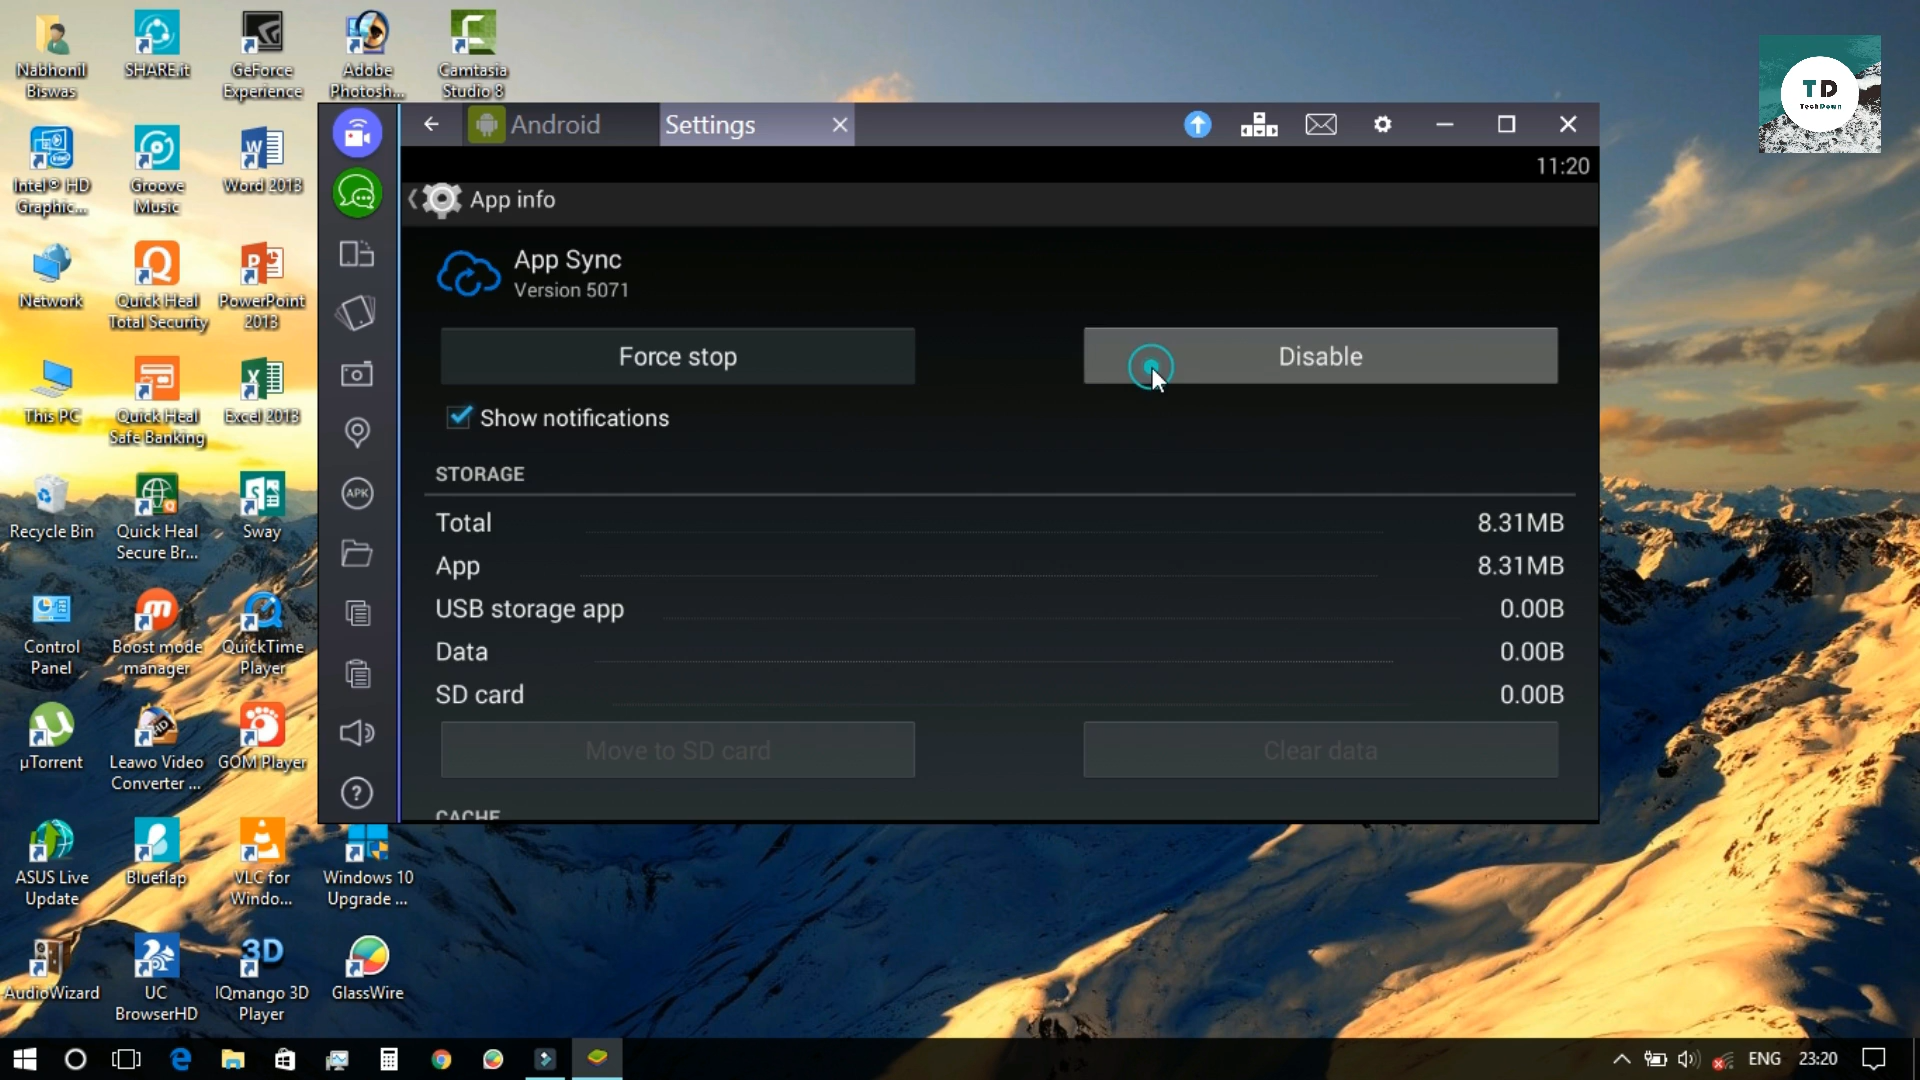 Nabhonil
Biswas
SHAREit
GeForce
Experience
Adobe
Photosh...
Camtasia
Studio 8
TD
TechDown
Android
Settings
11:20
App info
App Sync
Version 5071
Force stop
Disable
Show notifications
STORAGE
Total
8.31MB
App
8.31MB
USB storage app
0.00B
Data
0.00B
SD card
0.00B
Move to SD card
Clear data
CACHE
APK
Intel® HD
Graphic...
Groove
Music
Word 2013
Network
Quick Heal
Total Security
PowerPoint
2013
This PC
Quick Heal
Safe Banking
Excel 2013
Recycle Bin
Quick Heal
Secure Br...
Sway
Control
Panel
Boost mode
manager
QuickTime
Player
µTorrent
Leawo Video
Converter ...
GOM Player
ASUS Live
Update
Blueflap
VLC for
Windo...
Windows 10
Upgrade ...
AudioWizard
UC
BrowserHD
3D
IQmango 3D
Player
GlassWire
ENG
23:20